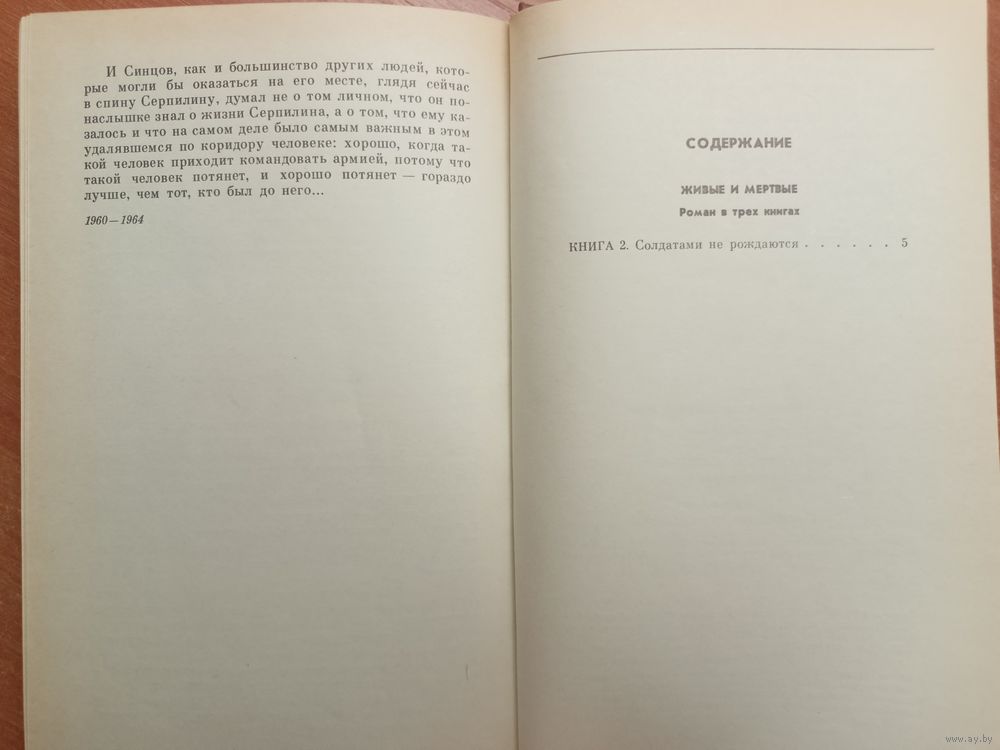 И Синцов, как и большинство других людей, кото-
рые могли бы оказаться на его месте, глядя сейчас
в спину Серпилину, думал не о том личном, что он по-
наслышке знал о жизни Серпилина, а о том, что ему ка-
залось и что на самом деле было самым важным в этом
удалявшемся по коридору человеке: хорошо, когда та-
кой человек приходит командовать армией, потому что
такой человек потянет, и хорошо потянет — гораздо
лучше, чем тот, кто был до него...
1960—1964
СОДЕРЖАНИЕ
ЖИВЫЕ И МЕРТВЫЕ
Роман в трех книгах
КНИГА 2. Солдатами не рождаются . . . . . . 5
www.ay.by